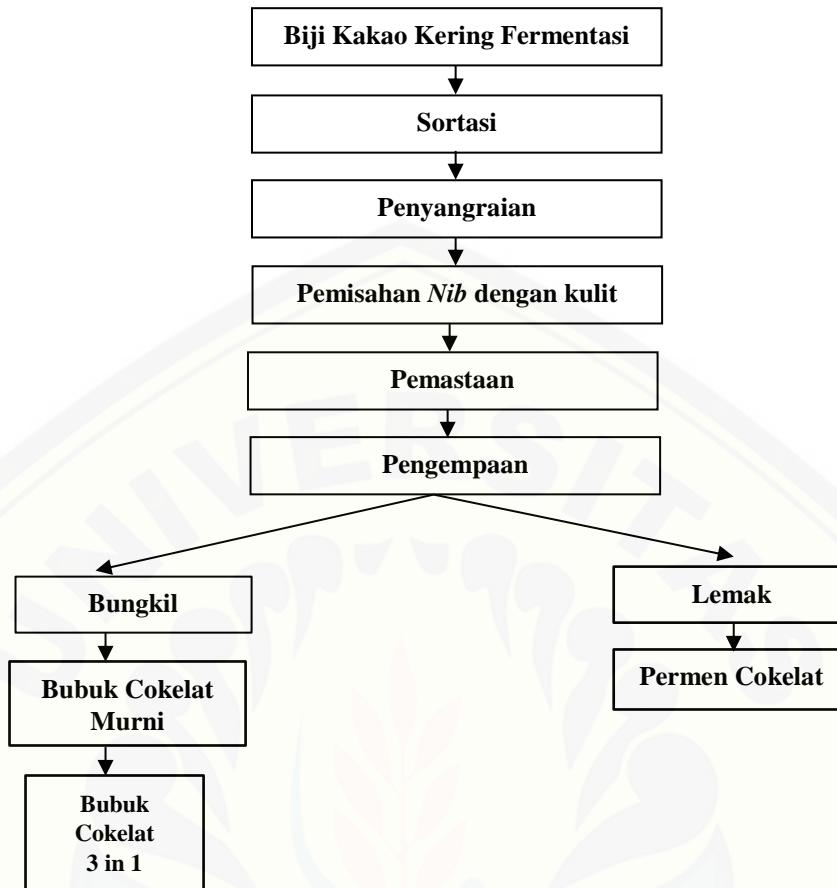 Biji Kakao Kering Fermentasi
Sortasi
Penyangraian
Pemisahan Nib dengan kulit
Pemastaan
Pengempaan
Bungkil
Lemak
Bubuk Cokelat
Murni
Permen Cokelat
Bubuk
Cokelat
3 in 1
UNIVERSITAS